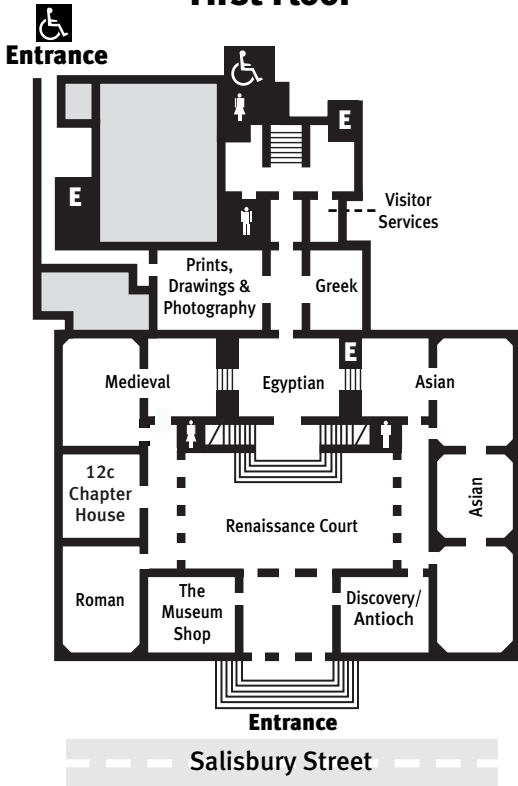 First Floor
Entrance
E
E
Visitor
Services
Prints,
Drawings &
Photography
Greek
E
Medieval
Egyptian
Asian
12c
Chapter
House
Asian
Renaissance Court
Roman
The
Museum
Shop
Discovery/
Antioch
Entrance
Salisbury Street